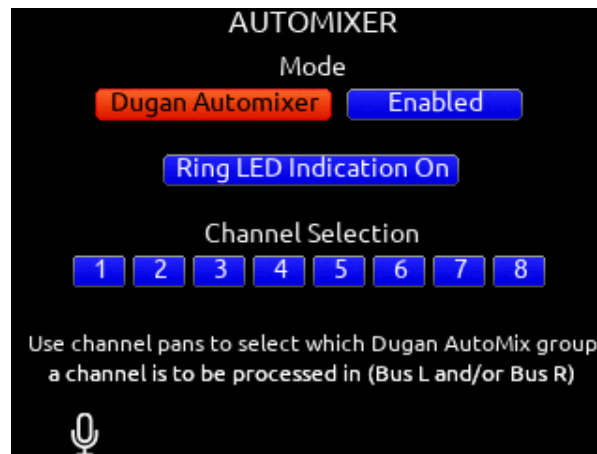 AUTOMIXER
Mode
Dugan Automixer Enabled
Ring LED Indication On
Channel Selection
1 2 3 4 5 6 7 8
Use channel pans to select which Dugan AutoMix group
a channel is to be processed in (Bus L and/or Bus R)